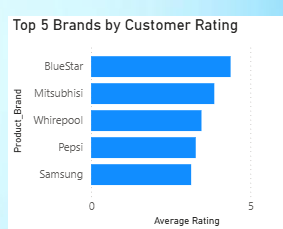 Top 5 Brands by Customer Rating
Product_Brand
BlueStar
Mitsubhisi
Whirepool
Pepsi
Samsung
0 5
Average Rating